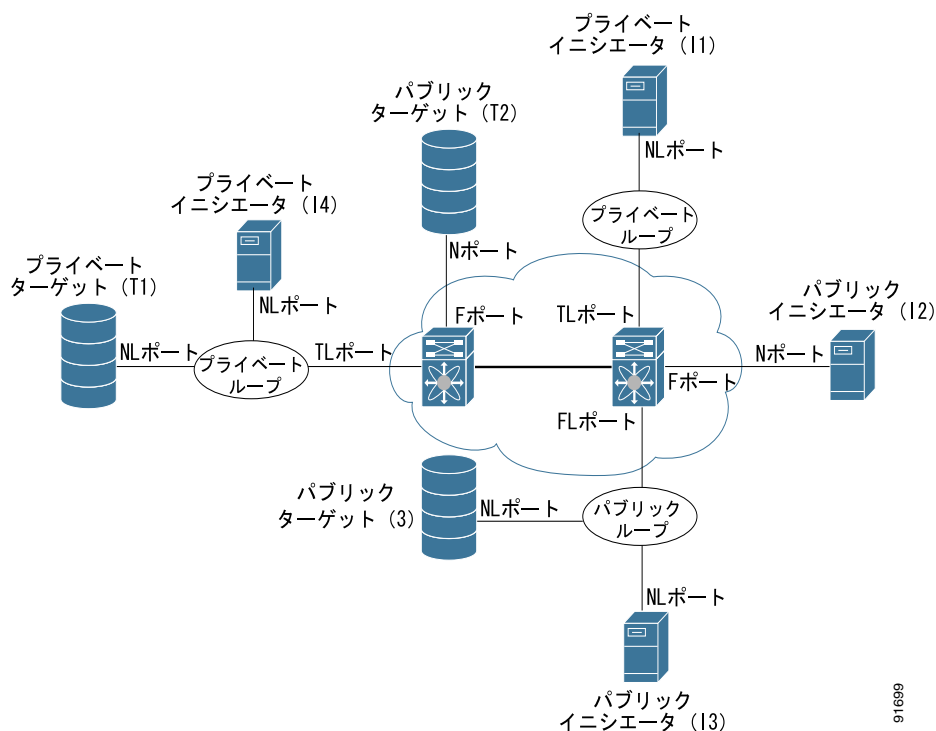 プライベート
イニシエータ (I1)
NLポート
プライベート
ループ
TLポート
パブリック
ターゲット (T2)
Nポート
Fポート
プライベート
イニシエータ (I4)
NLポート
プライベート
ターゲット (T1)
NLポート
プライベート
ループ
TLポート
パブリック
イニシエータ (I2)
Nポート
Fポート
FLポート
パブリック
ターゲット (3)
NLポート
パブリック
ループ
NLポート
パブリック
イニシエータ (I3)
91699